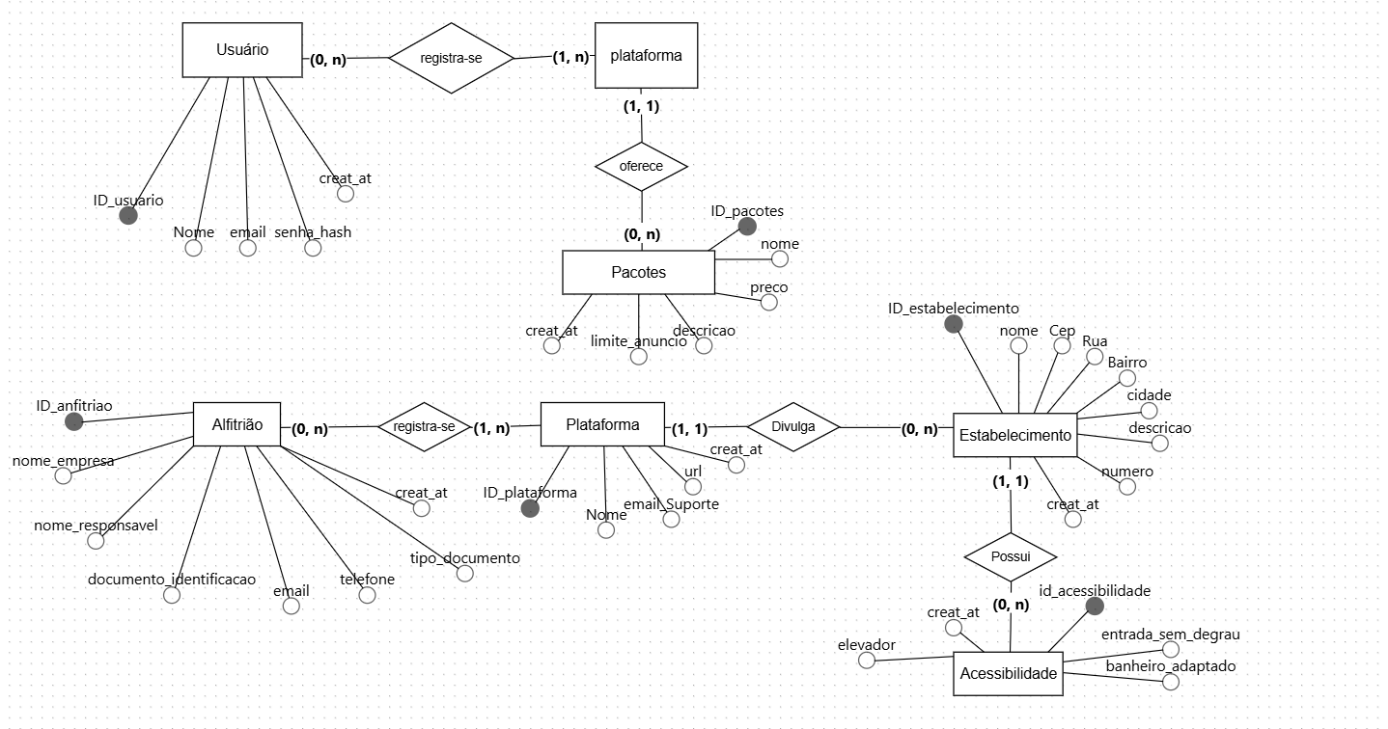 Usuário
(0, n)
registra-se
(1, n)
plataforma
(1, 1)
oferece
(0, n)
creat_at
ID_usuario
Nome
email
senha_hash
ID_pacotes
nome
preco
Pacotes
creat_at
limite_anuncio
descricao
ID_estabelecimento
nome
Cep
Rua
Bairro
cidade
descricao
numero
creat_at
Estabelecimento
ID_anfitriao
Alfitrião
(0, n)
registra-se
(1, n)
Plataforma
(1, 1)
Divulga
(0, n)
nome_empresa
nome_responsavel
documento_identificacao
email
telefone
tipo_documento
creat_at
ID_plataforma
Nome
email_Suporte
url
creat_at
(1, 1)
Possui
(0, n)
id_acessibilidade
creat_at
elevador
entrada_sem_degrau
banheiro_adaptado
Acessibilidade